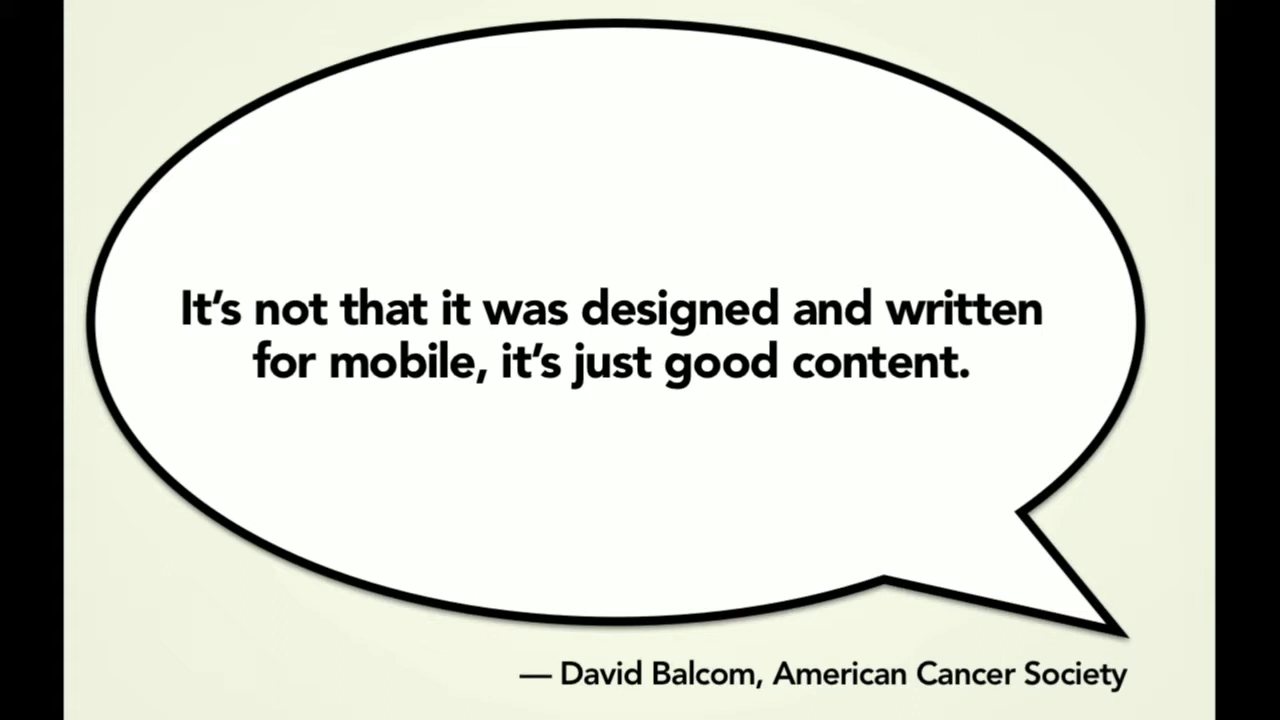 It’s not that it was designed and written
for mobile, it’s just good content.
— David Balcom, American Cancer Society